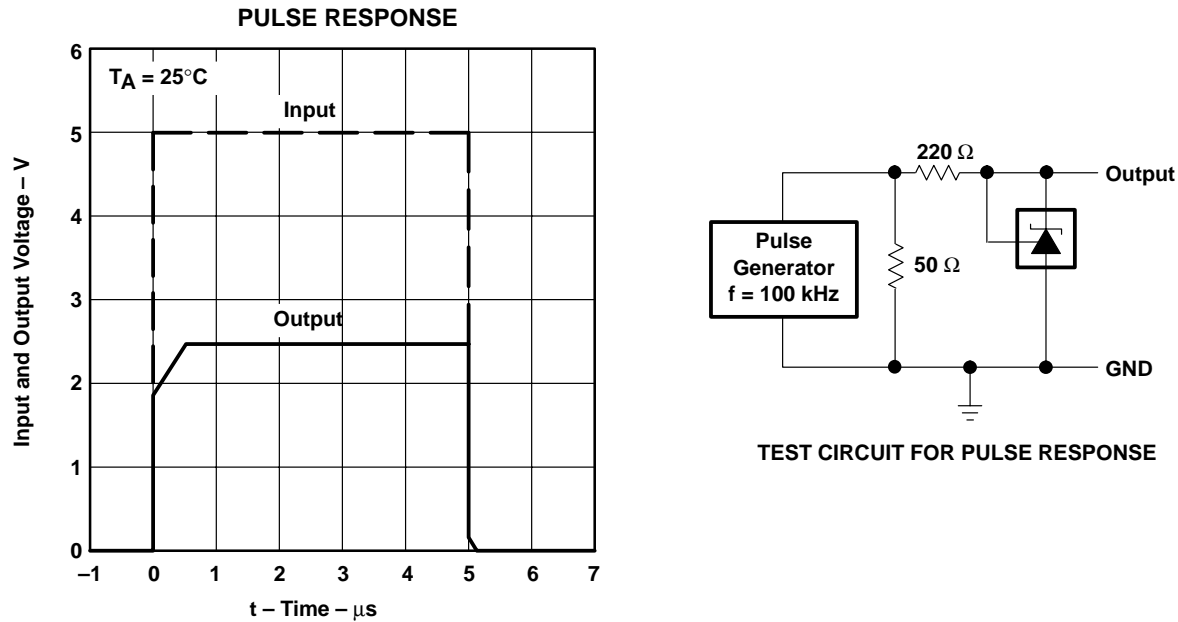 PULSE RESPONSE
6
TA = 25°C
Input
5
4
3
Output
2
1
0
–1 0 1 2 3 4 5 6 7
t – Time – μs
Input and Output Voltage – V
220 Ω
Output
Pulse
Generator
f = 100 kHz
50 Ω
GND
TEST CIRCUIT FOR PULSE RESPONSE